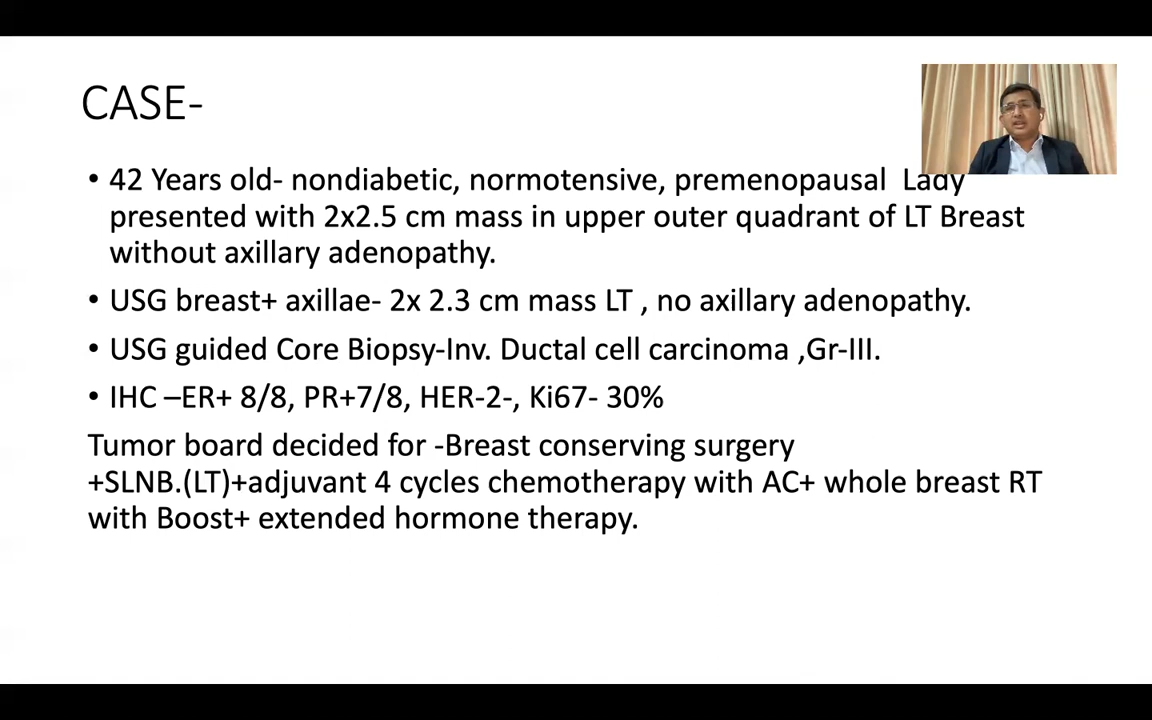 CASE-
• 42 Years old- nondiabetic, normotensive, premenopausal Lady
presented with 2x2.5 cm mass in upper outer quadrant of LT Breast
without axillary adenopathy.
• USG breast+ axillae- 2x 2.3 cm mass LT , no axillary adenopathy.
• USG guided Core Biopsy-Inv. Ductal cell carcinoma ,Gr-III.
• IHC –ER+ 8/8, PR+7/8, HER-2-, Ki67- 30%
Tumor board decided for -Breast conserving surgery
+SLNB.(LT)+adjuvant 4 cycles chemotherapy with AC+ whole breast RT
with Boost+ extended hormone therapy.